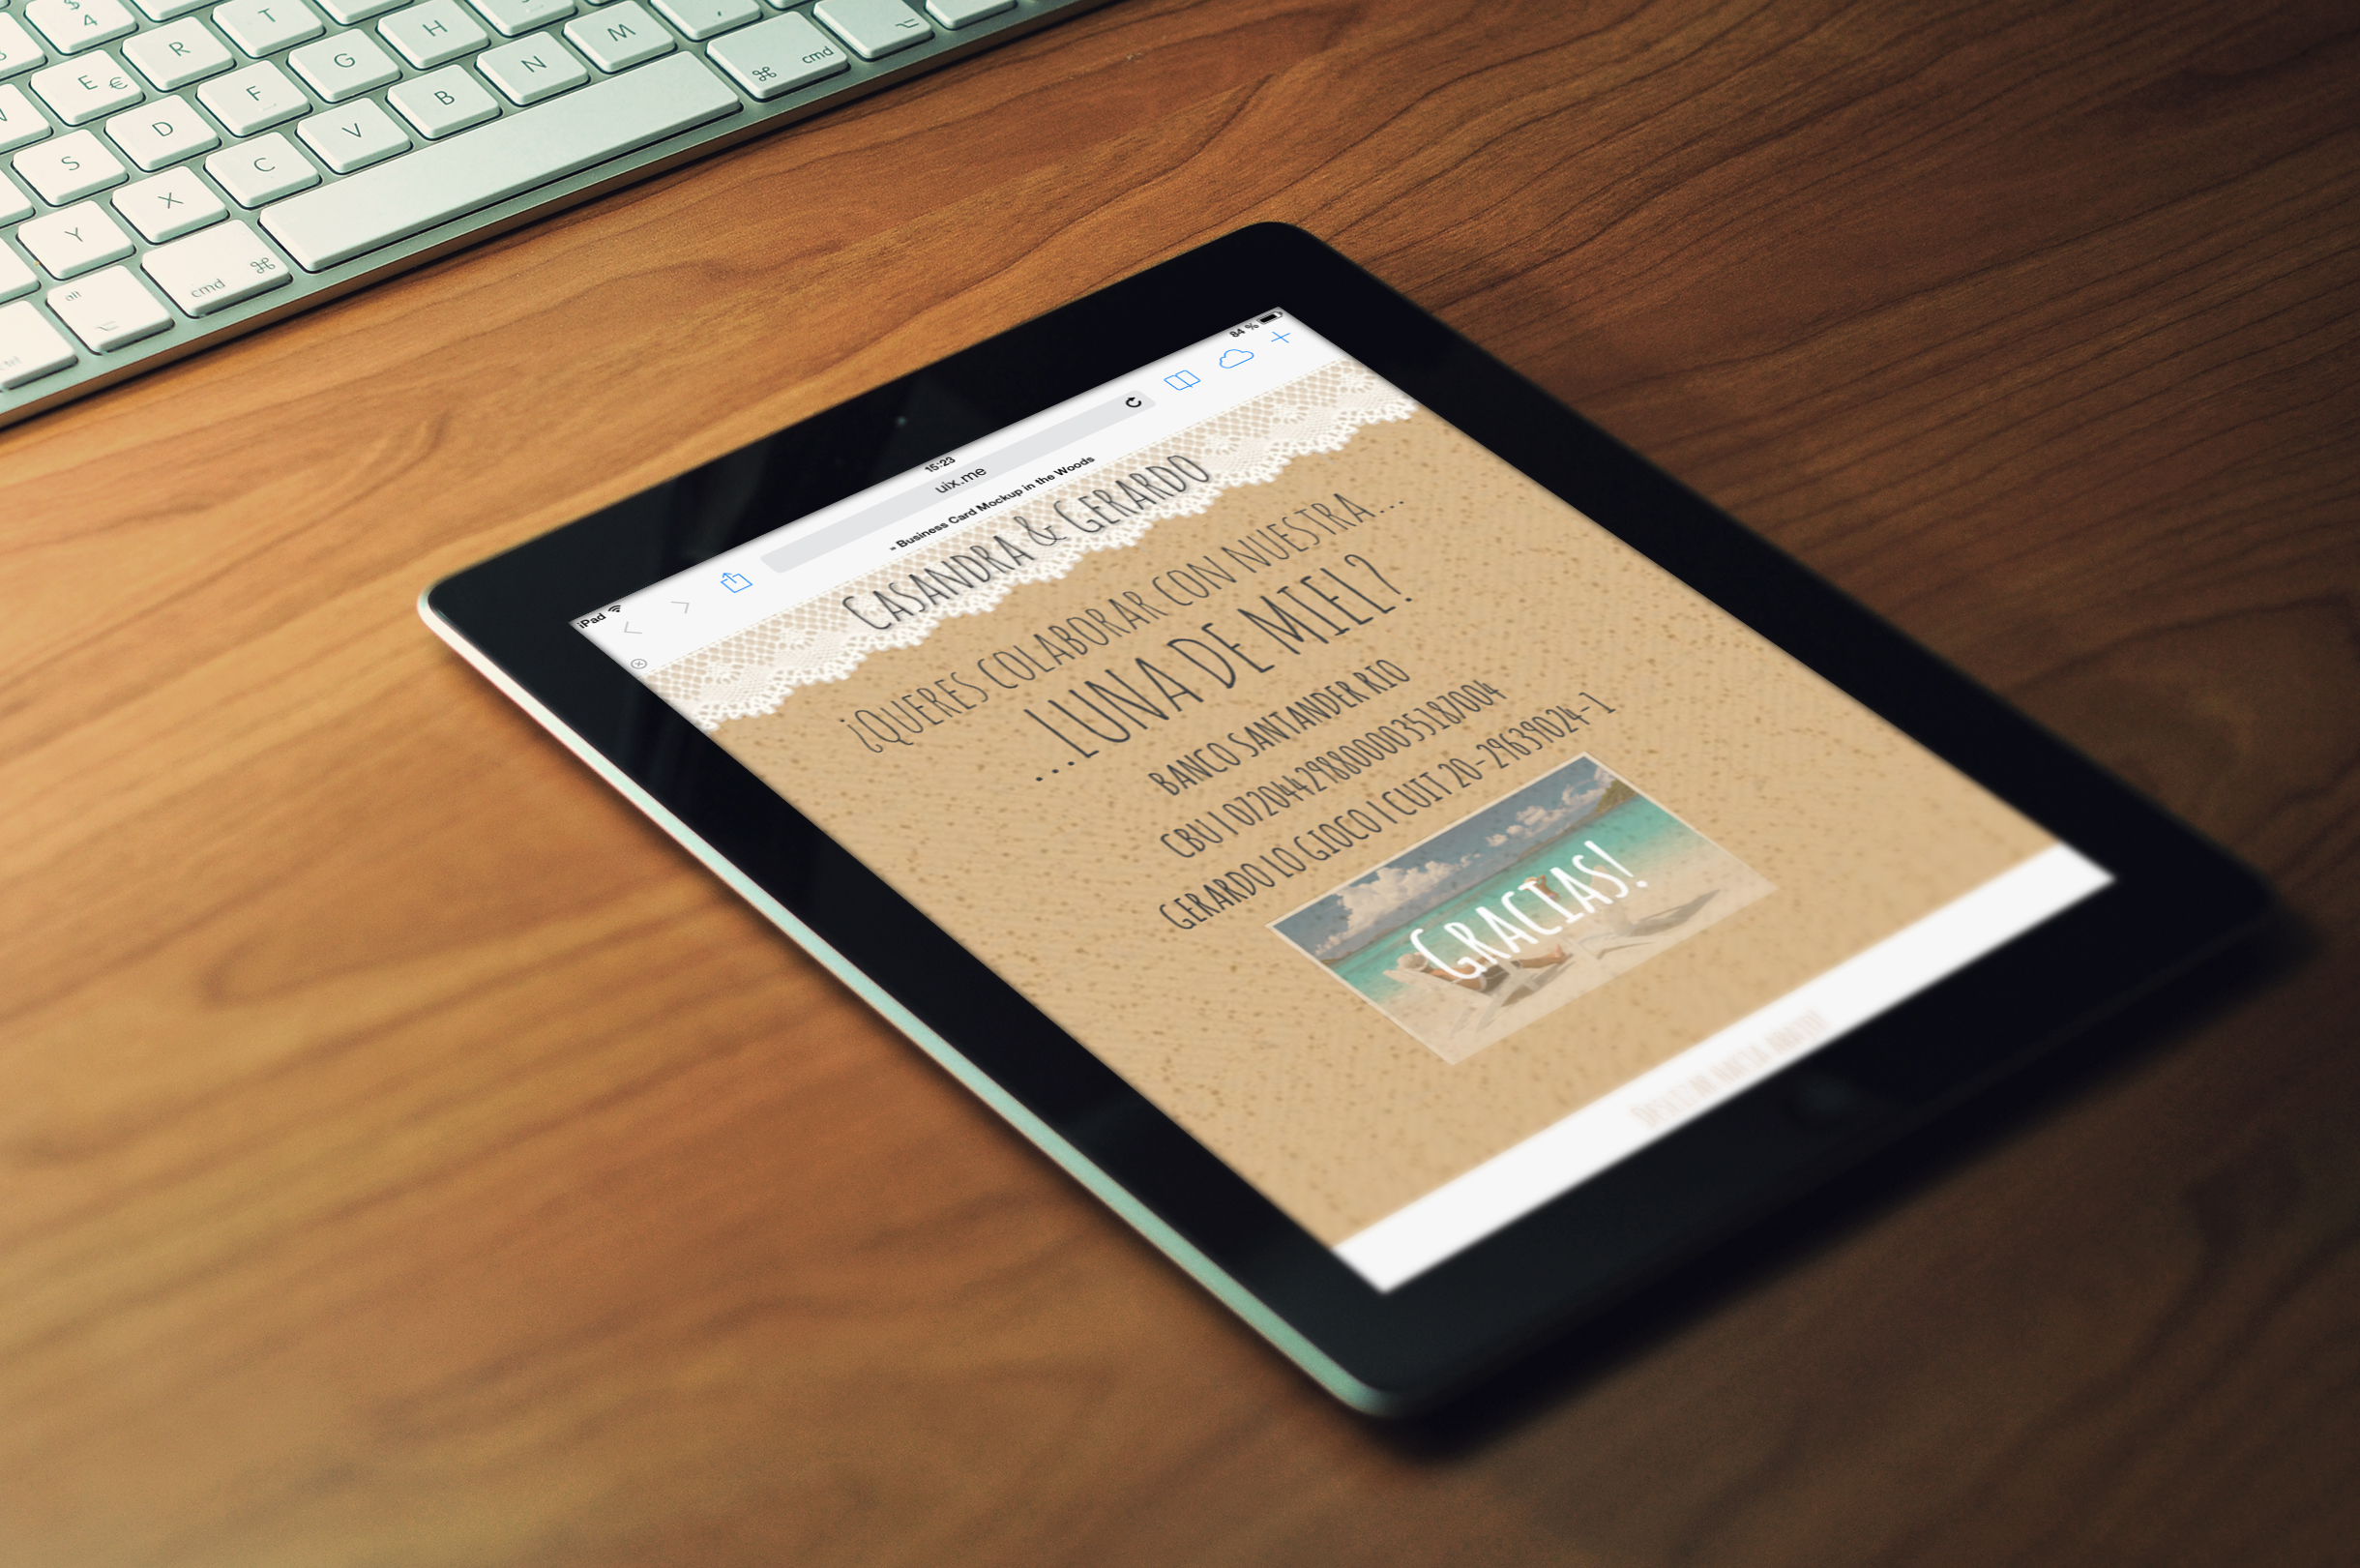 $
4
R
T
E €
F
G
H
S
D
V
B
N
M
,
⌘ cmd
⌥
Y
X
C
alt
⌥
cmd ⌘
iPad
15:23
84 %
uix.me
» Business Card Mockup in the Woods
CASANDRA & GERARDO
¿QUERES COLABORAR CON NUESTRA...
...LUNA DE MIEL?
BANCO SANTANDER RIO
CBU | 0720442988000035187004
GERARDO LO GIOCO | CUIT 20-29639024-1
GRACIAS!